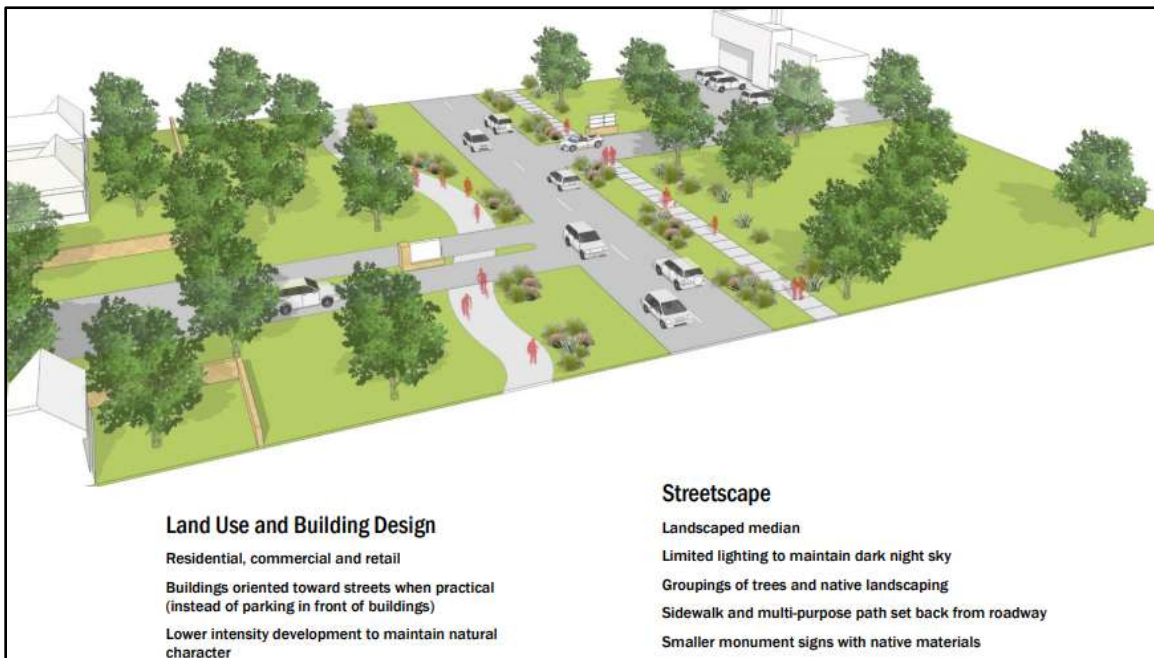 Land Use and Building Design
Residential, commercial and retail
Buildings oriented toward streets when practical
(instead of parking in front of buildings)
Lower intensity development to maintain natural
character
Streetscape
Landscaped median
Limited lighting to maintain dark night sky
Groupings of trees and native landscaping
Sidewalk and multi-purpose path set back from roadway
Smaller monument signs with native materials